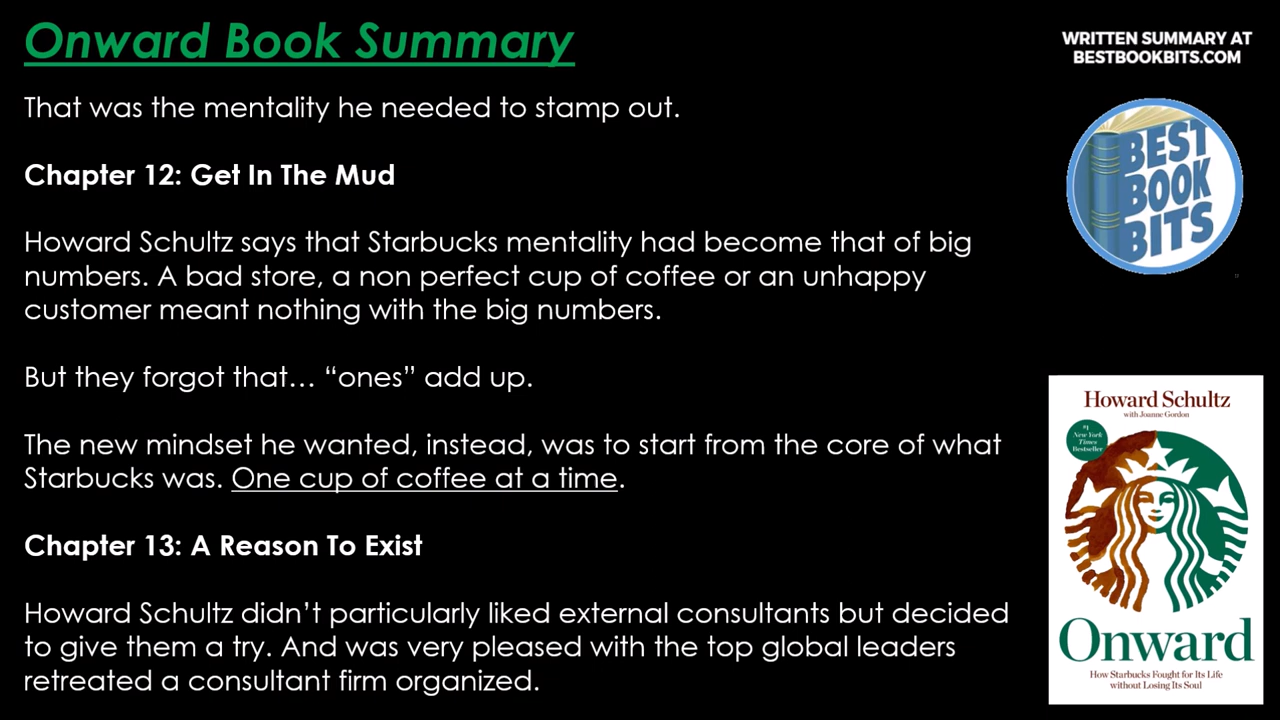 Onward Book Summary
WRITTEN SUMMARY AT
BESTBOOKBITS.COM
That was the mentality he needed to stamp out.
Chapter 12: Get In The Mud
Howard Schultz says that Starbucks mentality had become that of big
numbers. A bad store, a non perfect cup of coffee or an unhappy
customer meant nothing with the big numbers.
But they forgot that… “ones” add up.
The new mindset he wanted, instead, was to start from the core of what
Starbucks was. One cup of coffee at a time.
Chapter 13: A Reason To Exist
Howard Schultz didn’t particularly liked external consultants but decided
to give them a try. And was very pleased with the top global leaders
retreated a consultant firm organized.
BEST
BOOK
BITS
Howard Schultz
with Joanne Gordon
#1
New York
Times
Bestseller
Onward
How Starbucks Fought for Its Life
without Losing Its Soul